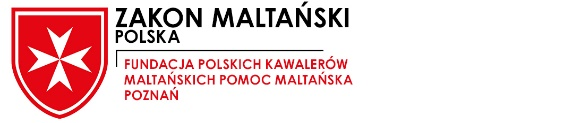 ZAKON MALTAŃSKI
POLSKA
FUNDACJA POLSKICH KAWALERÓW
MALTAŃSKICH POMOC MALTAŃSKA
POZNAŃ